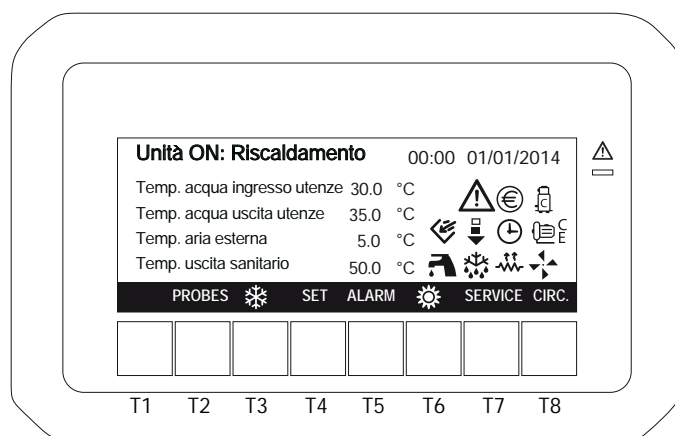 Unità ON: Riscaldamento 00:00 01/01/2014
Temp. acqua ingresso utenze 30.0 °C
Temp. acqua uscita utenze 35.0 °C
Temp. aria esterna 5.0 °C
Temp. uscita sanitario 50.0 °C
€ C
C
E
PROBES SET ALARM SERVICE CIRC.
T1 T2 T3 T4 T5 T6 T7 T8